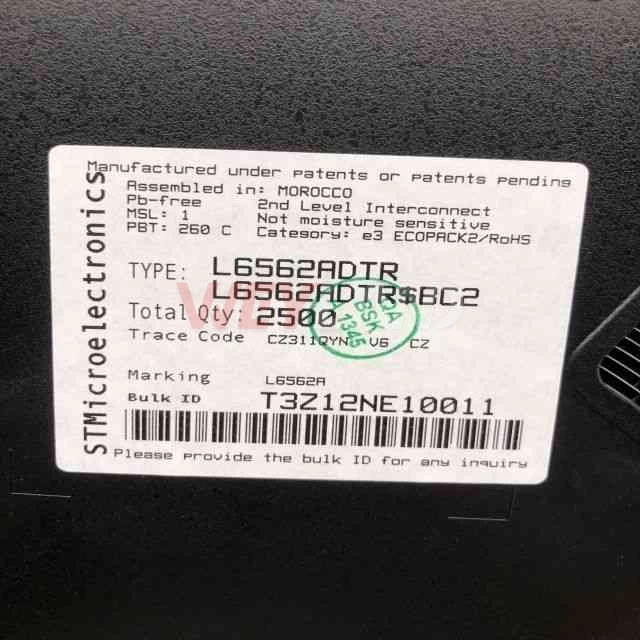 STMicroelectronics
Manufactured under patents or patents pending
Assembled in: MOROCCO
Pb-free 2nd Level Interconnect
MSL: 1 Not moisture sensitive
PBT: 260 C Category: e3 ECOPACK2/RoHS
TYPE: L6562ADTR
L6562ADTR$BC2
Total Qty: 2500
Trace Code CZ311QYN V6 CZ
Marking L6562A
Bulk ID T3Z12NE10011
Please provide the bulk ID for any inquiry
BSK
1345